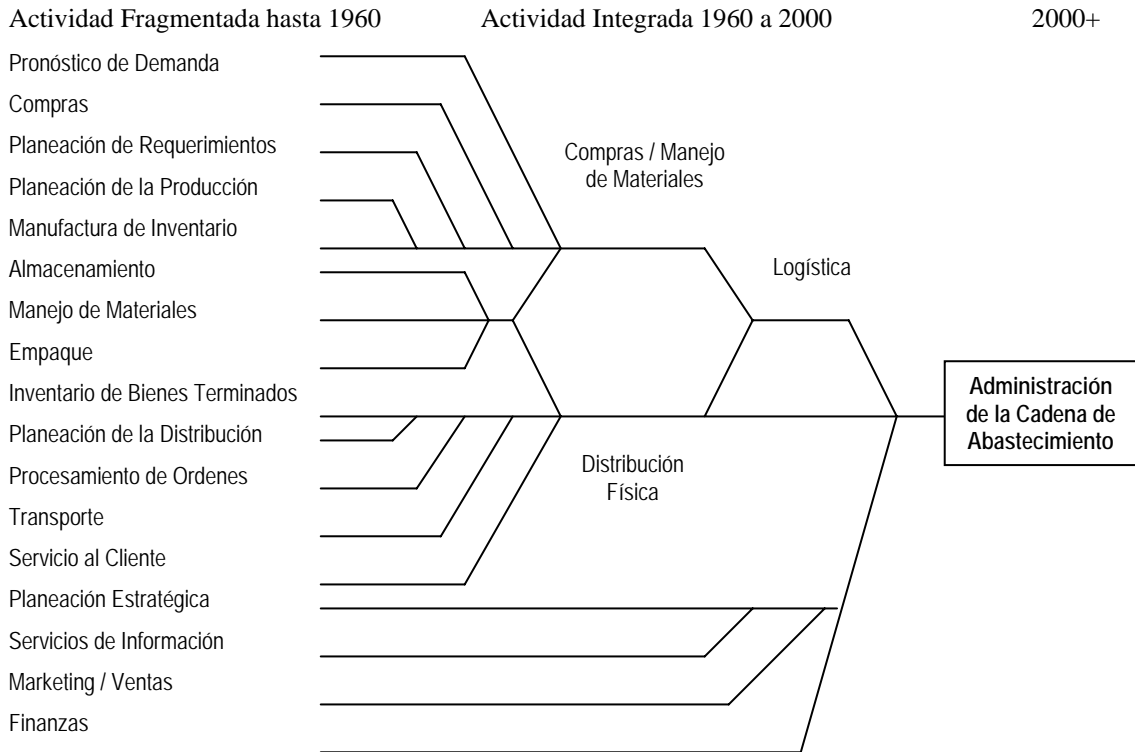 Actividad Fragmentada hasta 1960 Actividad Integrada 1960 a 2000 2000+
Pronóstico de Demanda
Compras
Planeación de Requerimientos
Planeación de la Producción
Manufactura de Inventario
Almacenamiento
Manejo de Materiales
Empaque
Inventario de Bienes Terminados
Planeación de la Distribución
Procesamiento de Ordenes
Transporte
Servicio al Cliente
Planeación Estratégica
Servicios de Información
Marketing / Ventas
Finanzas
Compras / Manejo
de Materiales
Distribución
Física
Logística
Administración
de la Cadena de
Abastecimiento